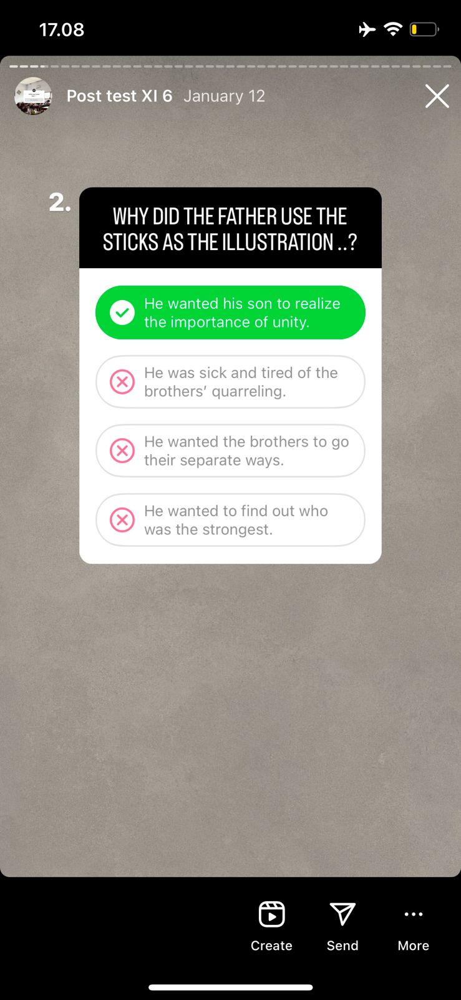 17.08
Post test XI 6 January 12
2.
WHY DID THE FATHER USE THE
STICKS AS THE ILLUSTRATION ..?
He wanted his son to realize
the importance of unity.
He was sick and tired of the
brothers’ quarreling.
He wanted the brothers to go
their separate ways.
He wanted to find out who
was the strongest.
Create Send More